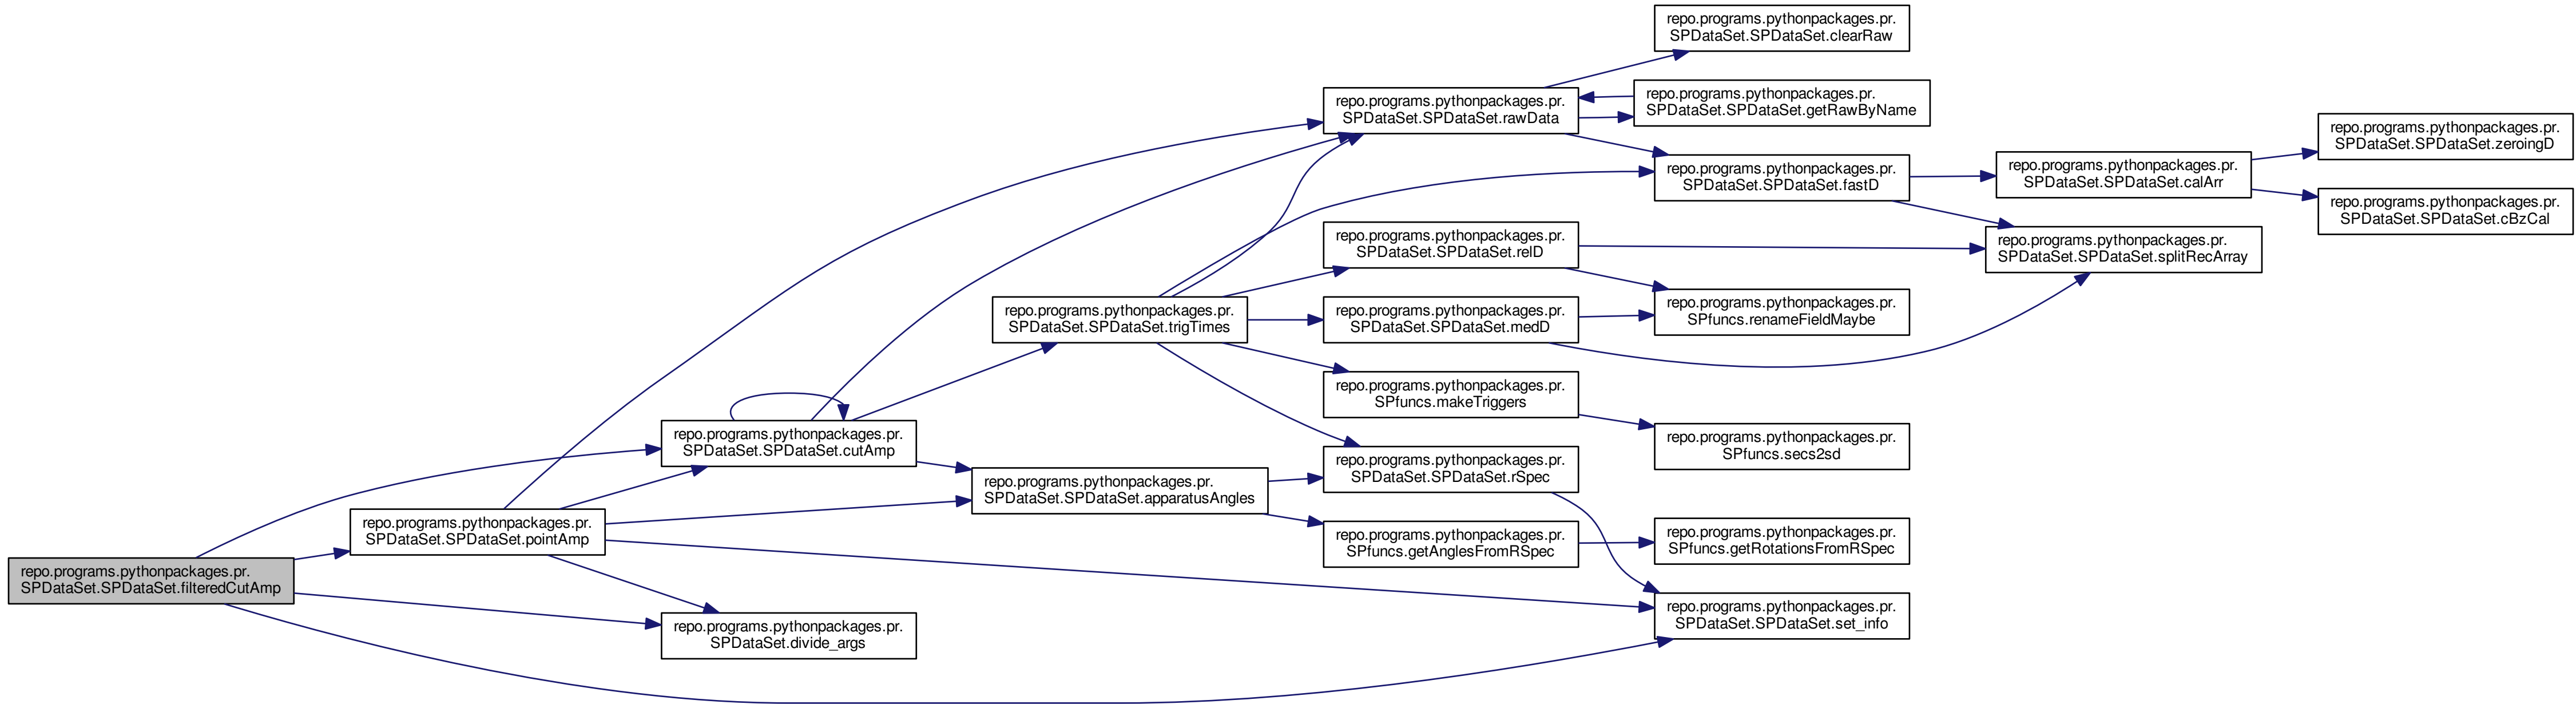 repo.programs.pythonpackages.pr.
SPDataSet.SPDataSet.filteredCutAmp
repo.programs.pythonpackages.pr.
SPDataSet.SPDataSet.pointAmp
repo.programs.pythonpackages.pr.
SPDataSet.SPDataSet.cutAmp
repo.programs.pythonpackages.pr.
SPDataSet.divide_args
repo.programs.pythonpackages.pr.
SPDataSet.SPDataSet.trigTimes
repo.programs.pythonpackages.pr.
SPDataSet.SPDataSet.apparatusAngles
repo.programs.pythonpackages.pr.
SPDataSet.SPDataSet.rawData
repo.programs.pythonpackages.pr.
SPDataSet.SPDataSet.relD
repo.programs.pythonpackages.pr.
SPDataSet.SPDataSet.medD
repo.programs.pythonpackages.pr.
SPfuncs.makeTriggers
repo.programs.pythonpackages.pr.
SPDataSet.SPDataSet.rSpec
repo.programs.pythonpackages.pr.
SPfuncs.getAnglesFromRSpec
repo.programs.pythonpackages.pr.
SPDataSet.SPDataSet.clearRaw
repo.programs.pythonpackages.pr.
SPDataSet.SPDataSet.getRawByName
repo.programs.pythonpackages.pr.
SPDataSet.SPDataSet.fastD
repo.programs.pythonpackages.pr.
SPfuncs.renameFieldMaybe
repo.programs.pythonpackages.pr.
SPfuncs.secs2sd
repo.programs.pythonpackages.pr.
SPfuncs.getRotationsFromRSpec
repo.programs.pythonpackages.pr.
SPDataSet.SPDataSet.set_info
repo.programs.pythonpackages.pr.
SPDataSet.SPDataSet.calArr
repo.programs.pythonpackages.pr.
SPDataSet.SPDataSet.splitRecArray
repo.programs.pythonpackages.pr.
SPDataSet.SPDataSet.zeroingD
repo.programs.pythonpackages.pr.
SPDataSet.SPDataSet.cBzCal